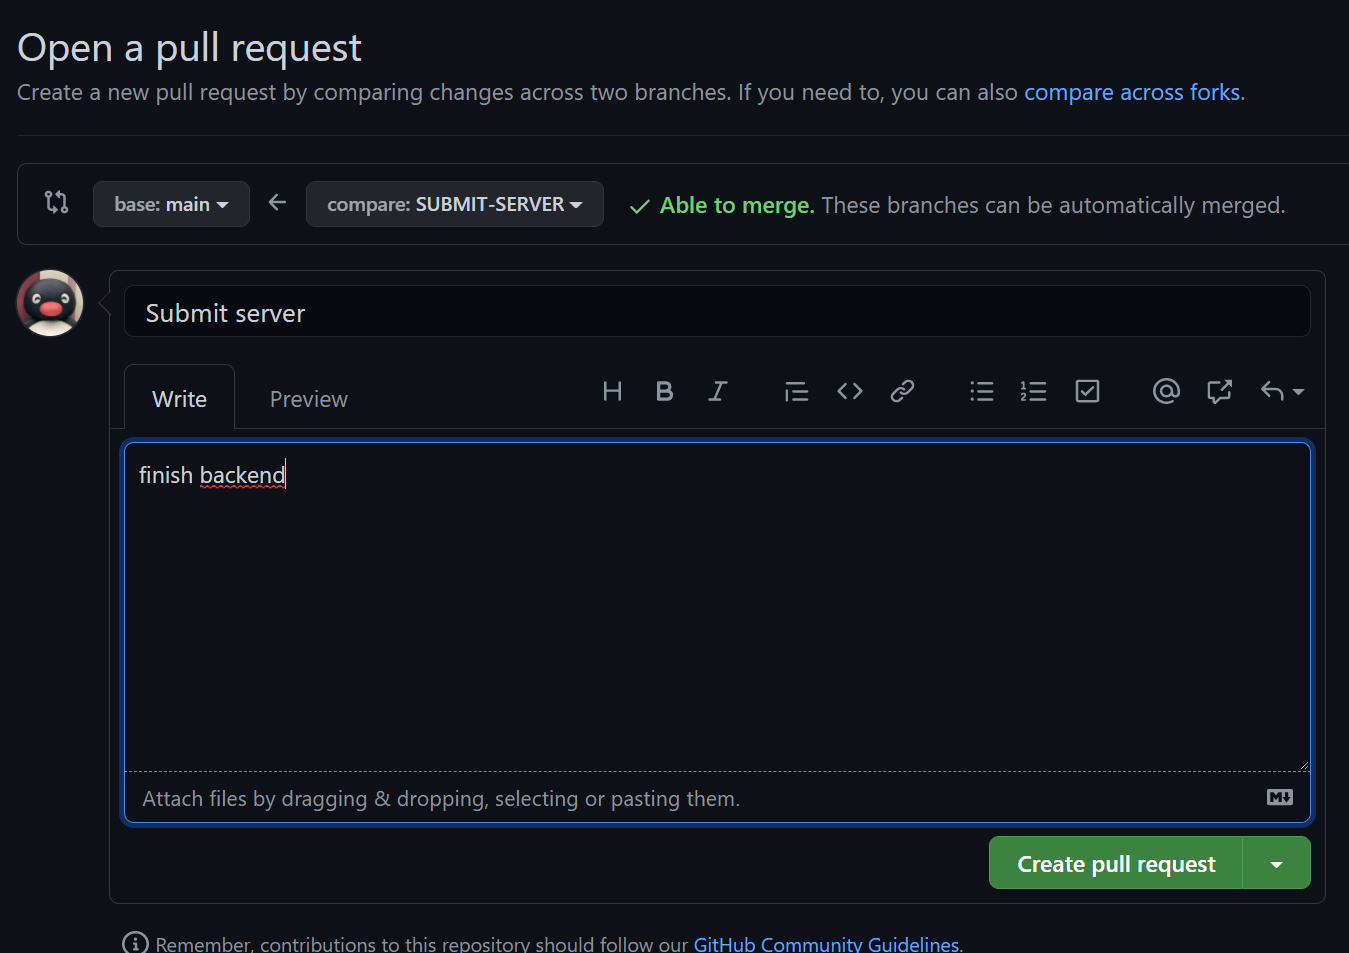 Open a pull request
Create a new pull request by comparing changes across two branches. If you need to, you can also compare across forks.
base: main
compare: SUBMIT-SERVER
Able to merge. These branches can be automatically merged.
Submit server
Write
Preview
finish backend
Attach files by dragging & dropping, selecting or pasting them.
Create pull request
Remember, contributions to this repository should follow our GitHub Community Guidelines.